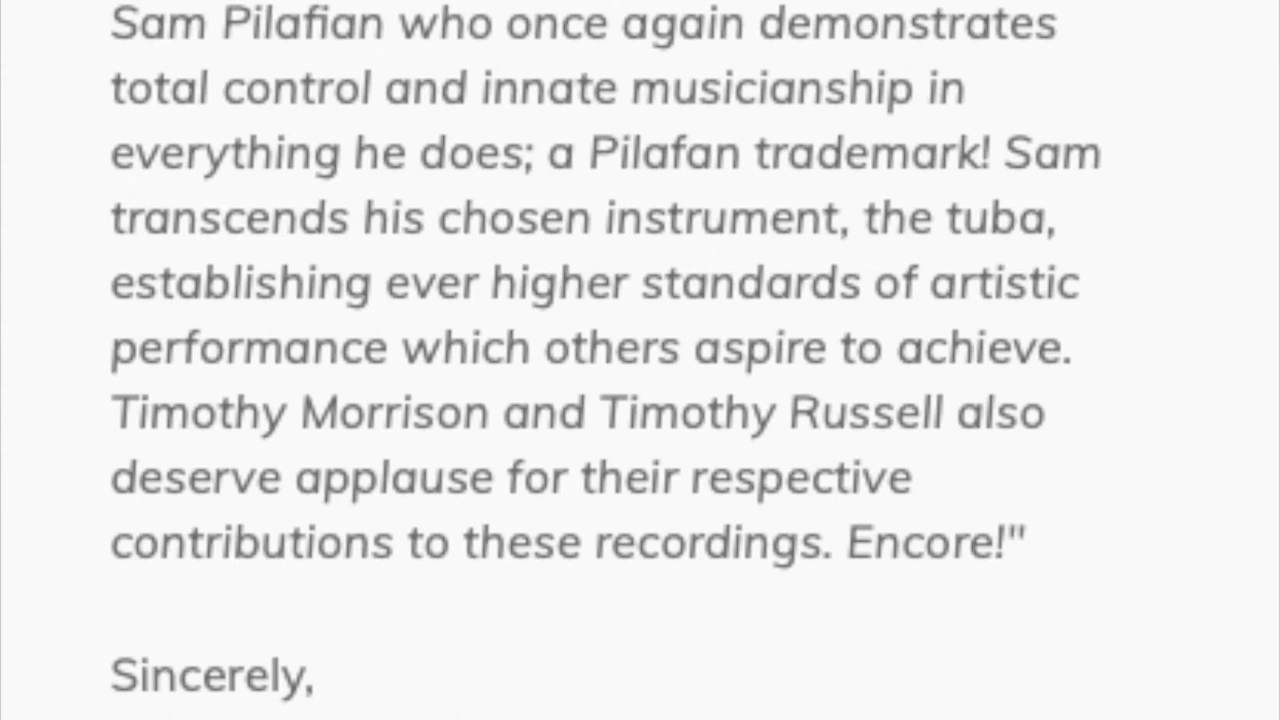 Sam Pilafian who once again demonstrates
total control and innate musicianship in
everything he does; a Pilafan trademark! Sam
transcends his chosen instrument, the tuba,
establishing ever higher standards of artistic
performance which others aspire to achieve.
Timothy Morrison and Timothy Russell also
deserve applause for their respective
contributions to these recordings. Encore!"
Sincerely,